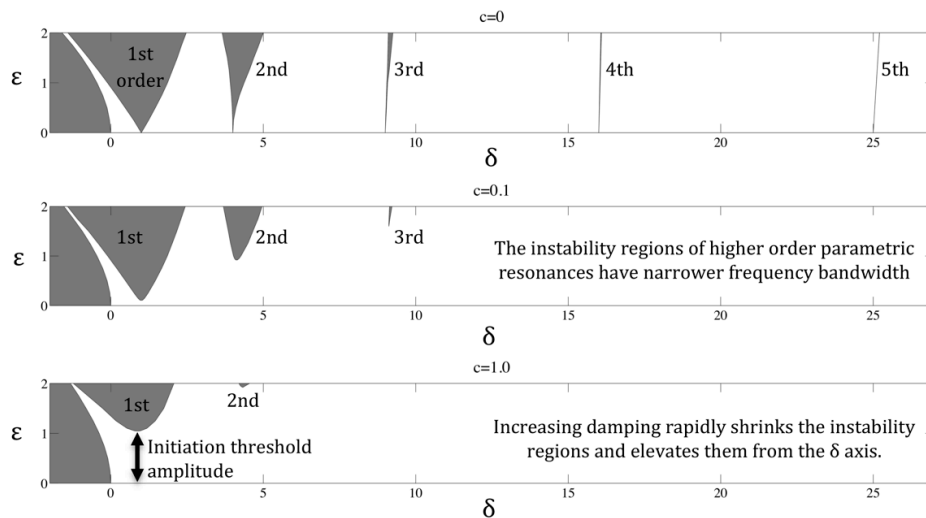 c=0
2
1
0
ε
1st
order
2nd
3rd
4th
5th
0 5 10 15 20 25
δ
c=0.1
2
1
0
ε
1st
2nd
3rd
The instability regions of higher order parametric
resonances have narrower frequency bandwidth
0 5 10 15 20 25
δ
c=1.0
2
1
0
ε
1st
2nd
Initiation threshold
amplitude
Increasing damping rapidly shrinks the instability
regions and elevates them from the δ axis.
0 5 10 15 20 25
δ